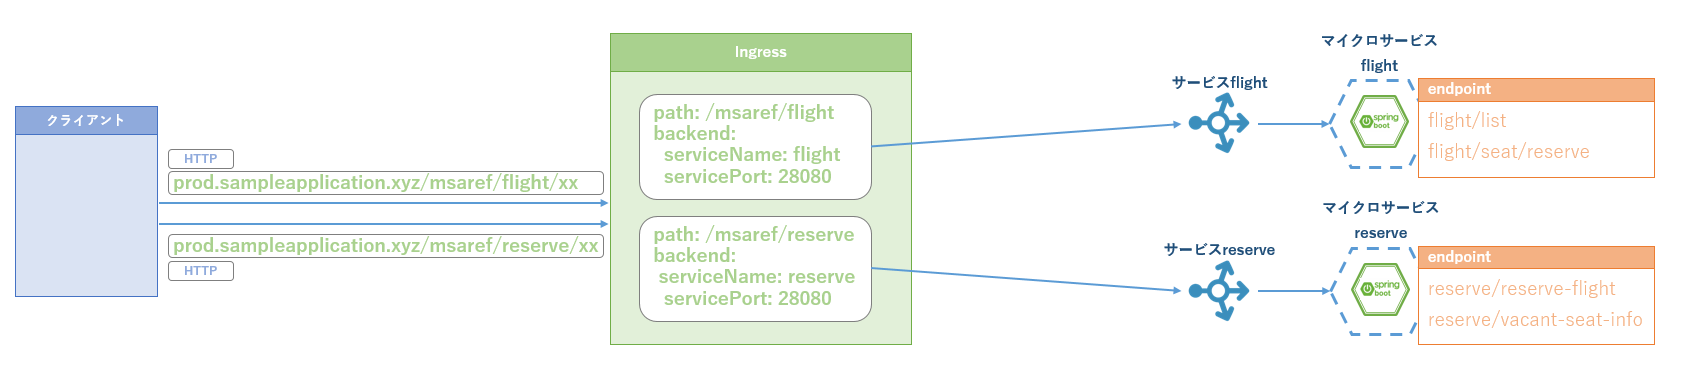 クライアント
HTTP
prod.sampleapplication.xyz/msaref/flight/xx
prod.sampleapplication.xyz/msaref/reserve/xx
HTTP
Ingress
path: /msaref/flight
backend:
serviceName: flight
servicePort: 28080
path: /msaref/reserve
backend:
serviceName: reserve
servicePort: 28080
サービスflight
マイクロサービス
flight
spring
boot
endpoint
flight/list
flight/seat/reserve
サービスreserve
マイクロサービス
reserve
spring
boot
endpoint
reserve/reserve-flight
reserve/vacant-seat-info